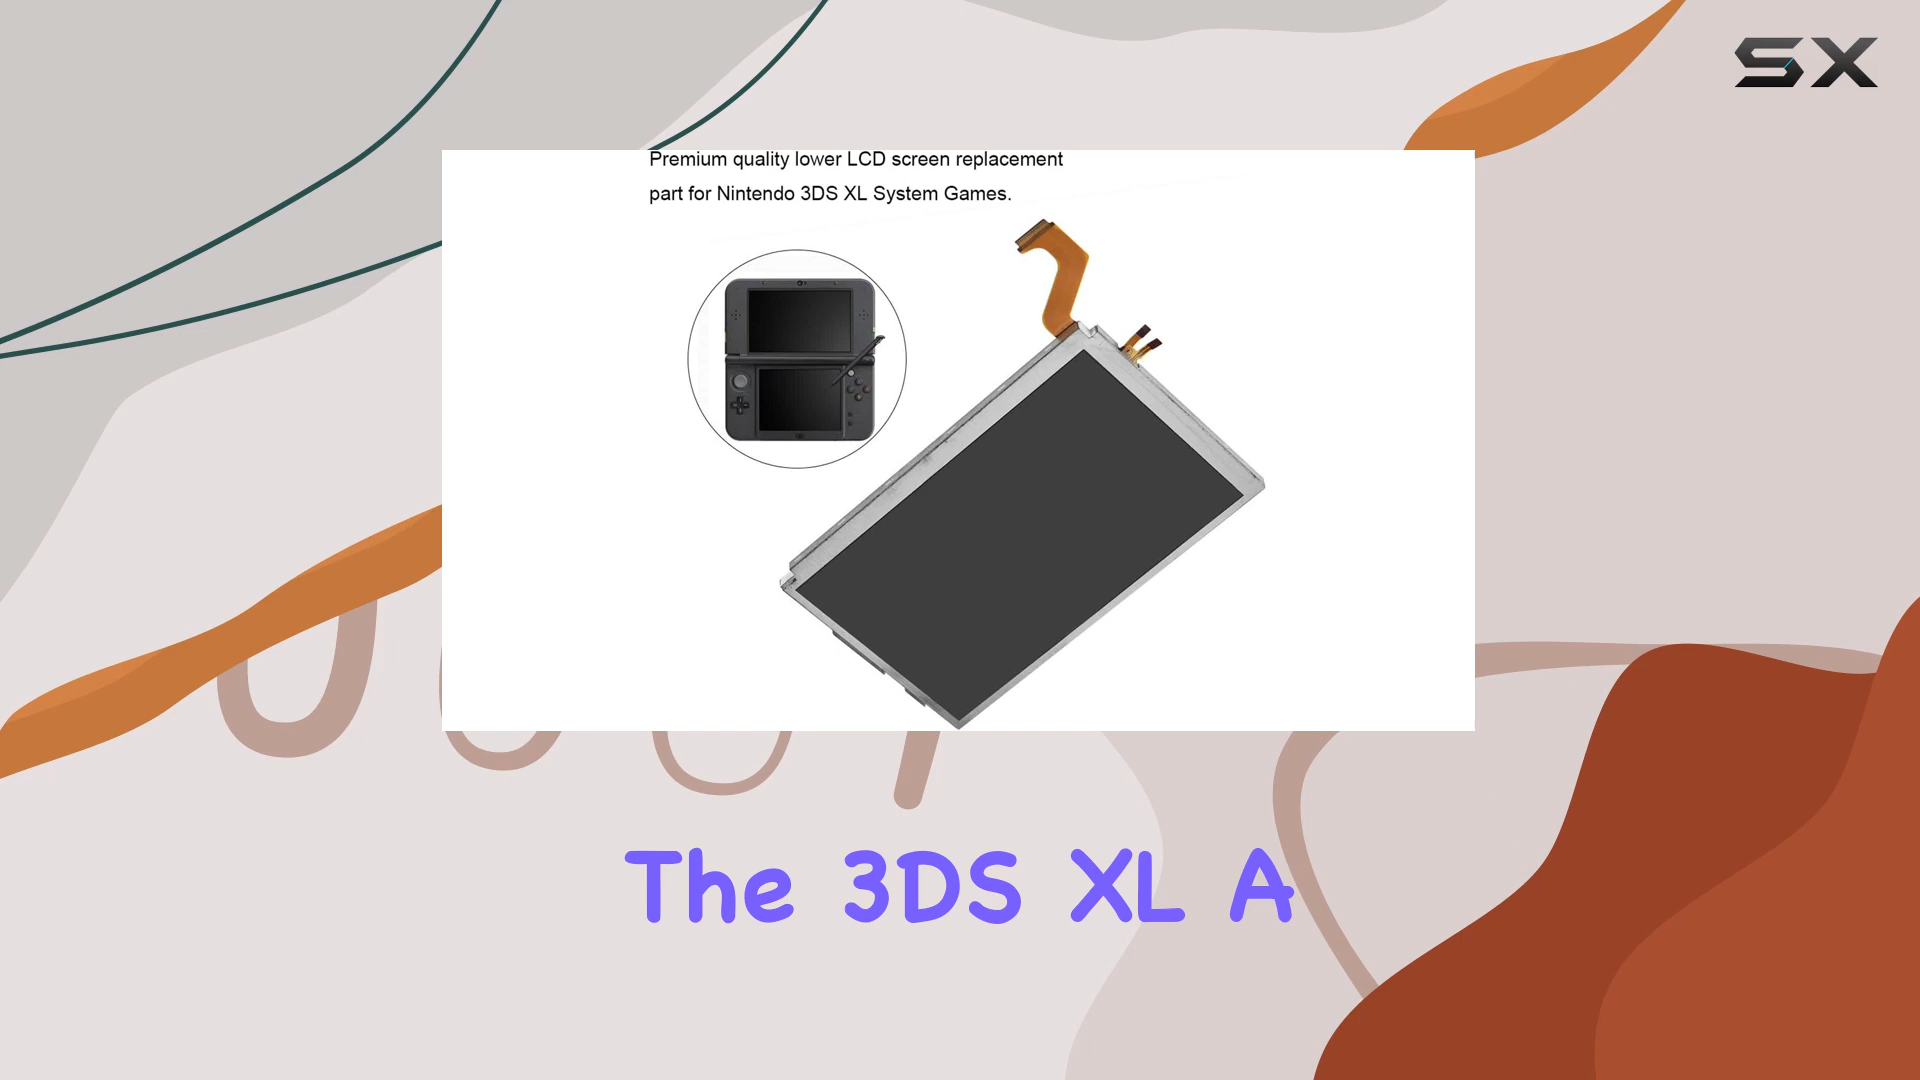 SX
Premium quality lower LCD screen replacement
part for Nintendo 3DS XL System Games.
The 3DS XL A